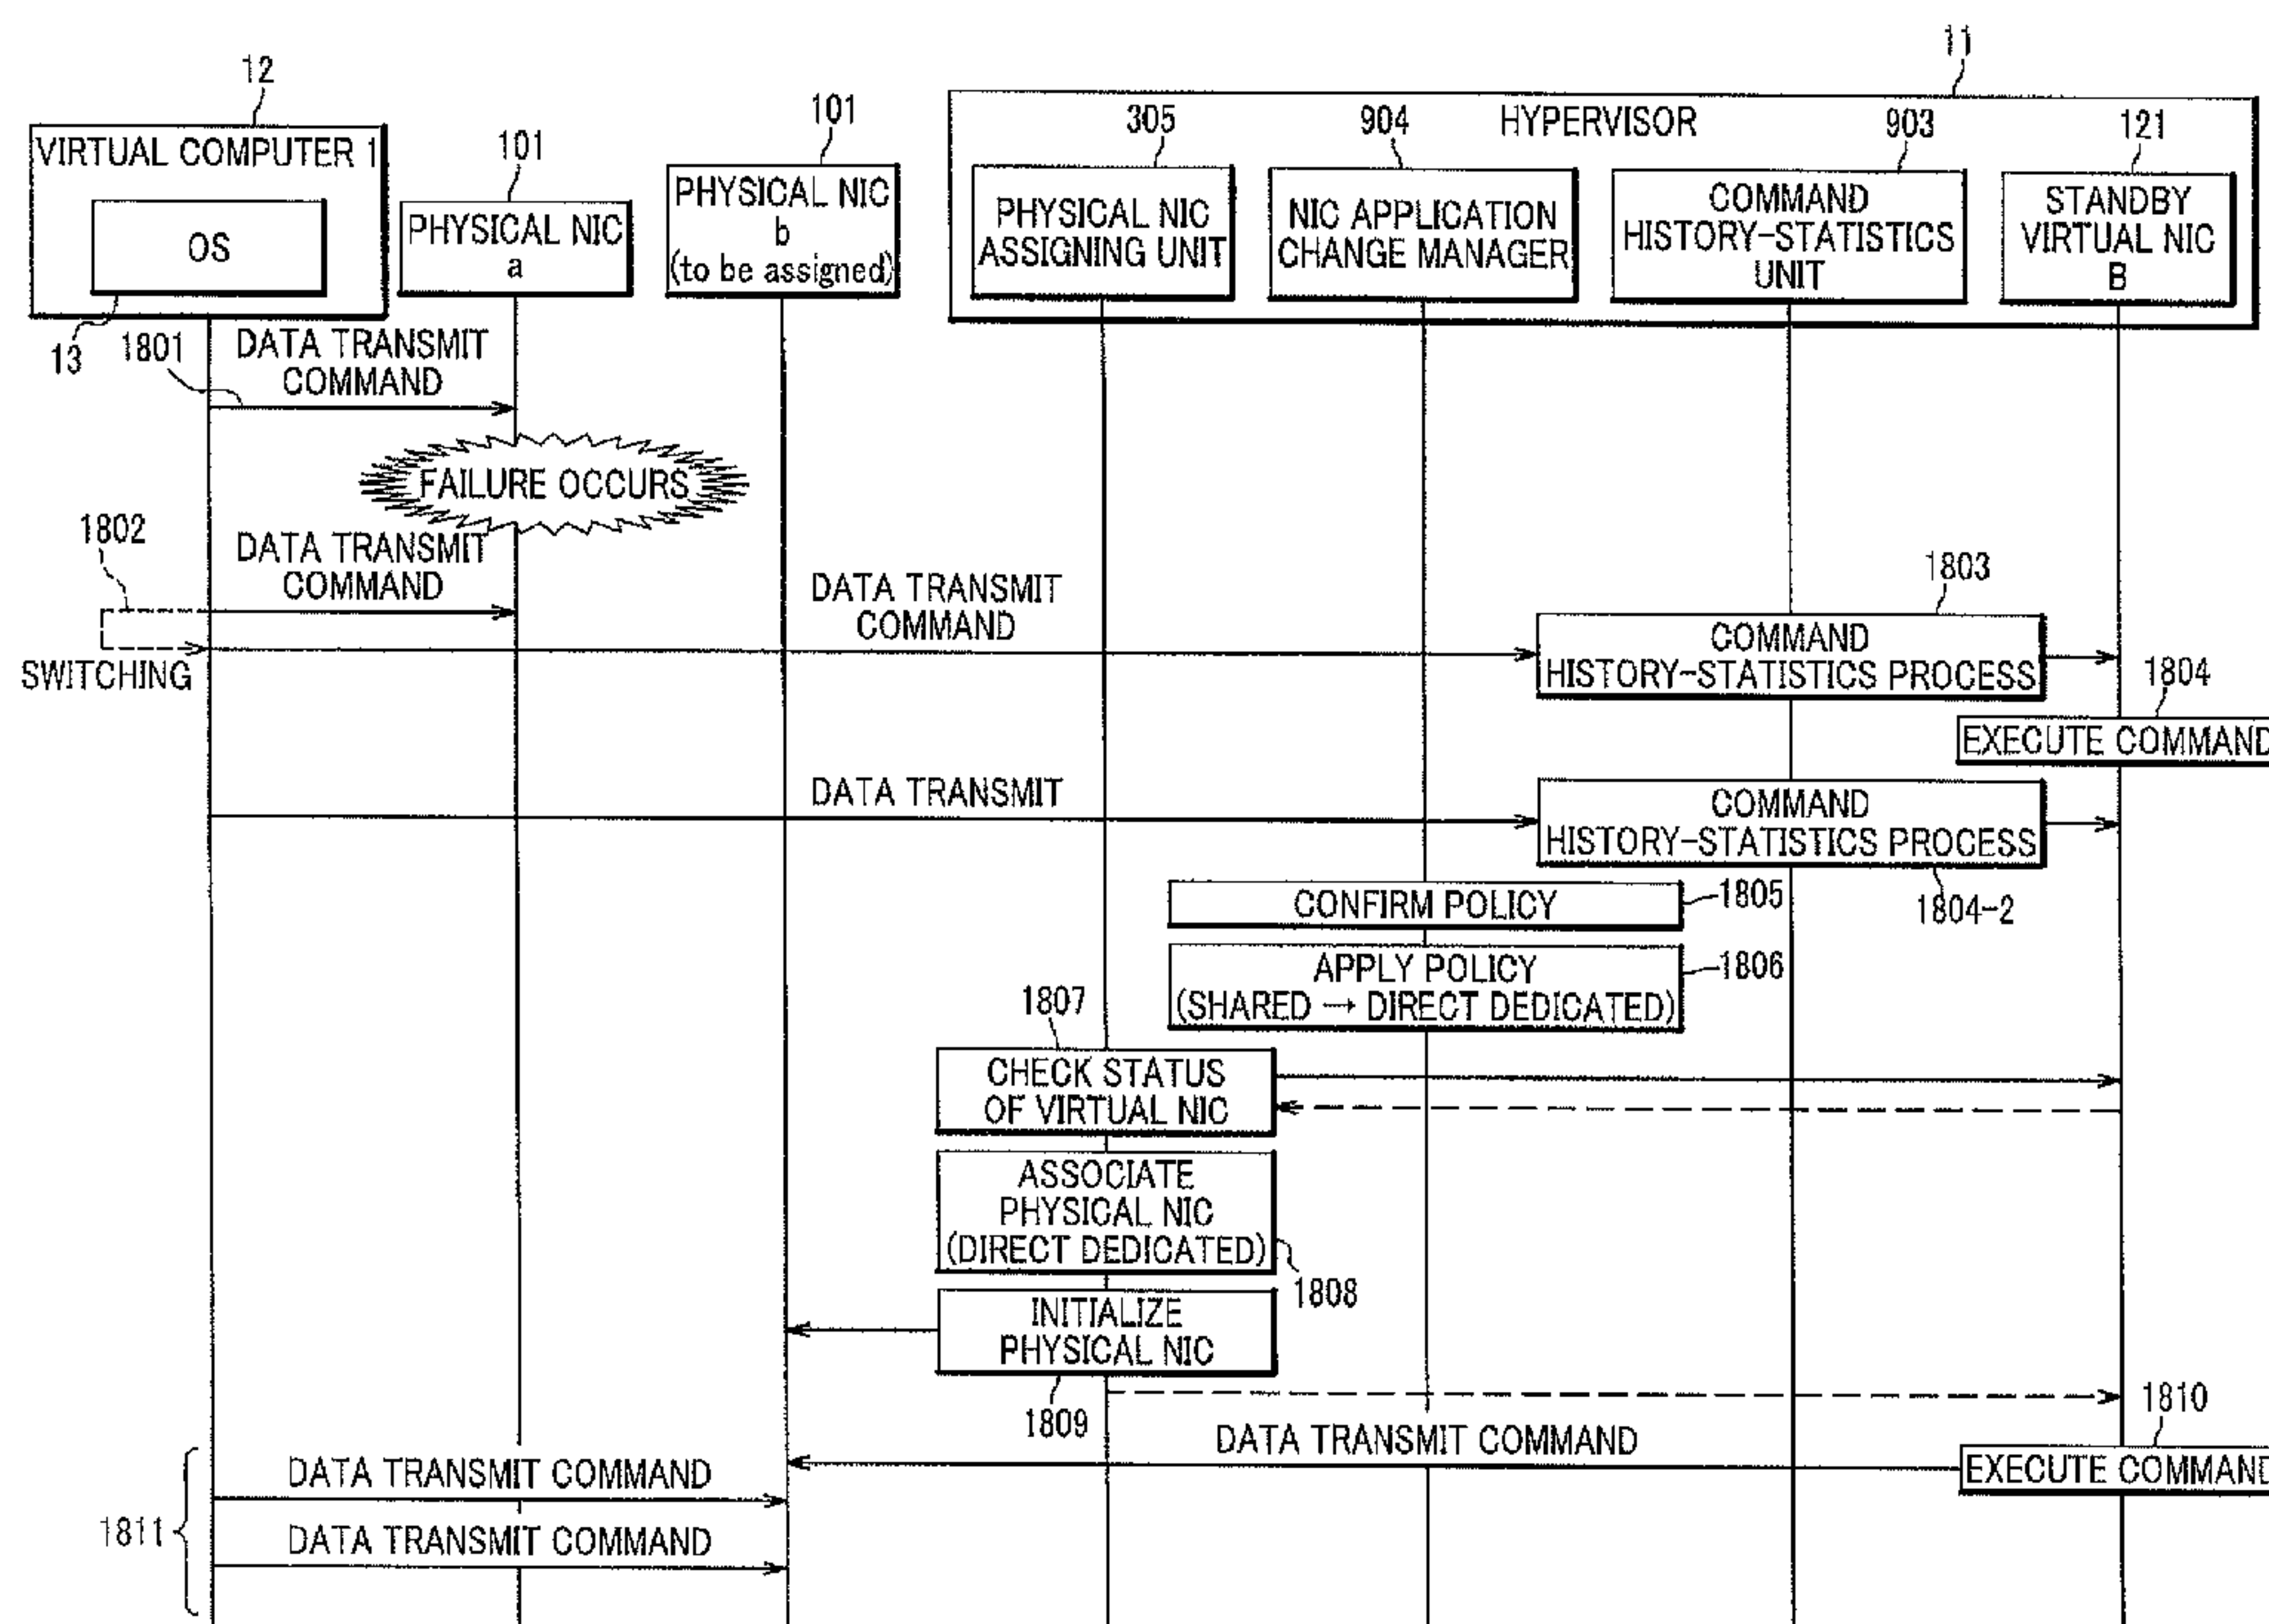 11
12
VIRTUAL COMPUTER 1
OS
13
101
PHYSICAL NIC
a
101
PHYSICAL NIC
b
(to be assigned)
HYPERVISOR
305
PHYSICAL NIC
ASSIGNING UNIT
904
NIC APPLICATION
CHANGE MANAGER
903
COMMAND
HISTORY-STATISTICS
UNIT
121
STANDBY
VIRTUAL NIC
B
1801
DATA TRANSMIT
COMMAND
FAILURE OCCURS
1802
DATA TRANSMIT
COMMAND
SWITCHING
DATA TRANSMIT
COMMAND
1803
COMMAND
HISTORY-STATISTICS PROCESS
1804
EXECUTE COMMAND
DATA TRANSMIT
COMMAND
HISTORY-STATISTICS PROCESS
1804-2
CONFIRM POLICY
1805
APPLY POLICY
(SHARED → DIRECT DEDICATED)
1806
1807
CHECK STATUS
OF VIRTUAL NIC
ASSOCIATE
PHYSICAL NIC
(DIRECT DEDICATED)
1808
INITIALIZE
PHYSICAL NIC
1809
1810
DATA TRANSMIT COMMAND
EXECUTE COMMAND
1811
DATA TRANSMIT COMMAND
DATA TRANSMIT COMMAND